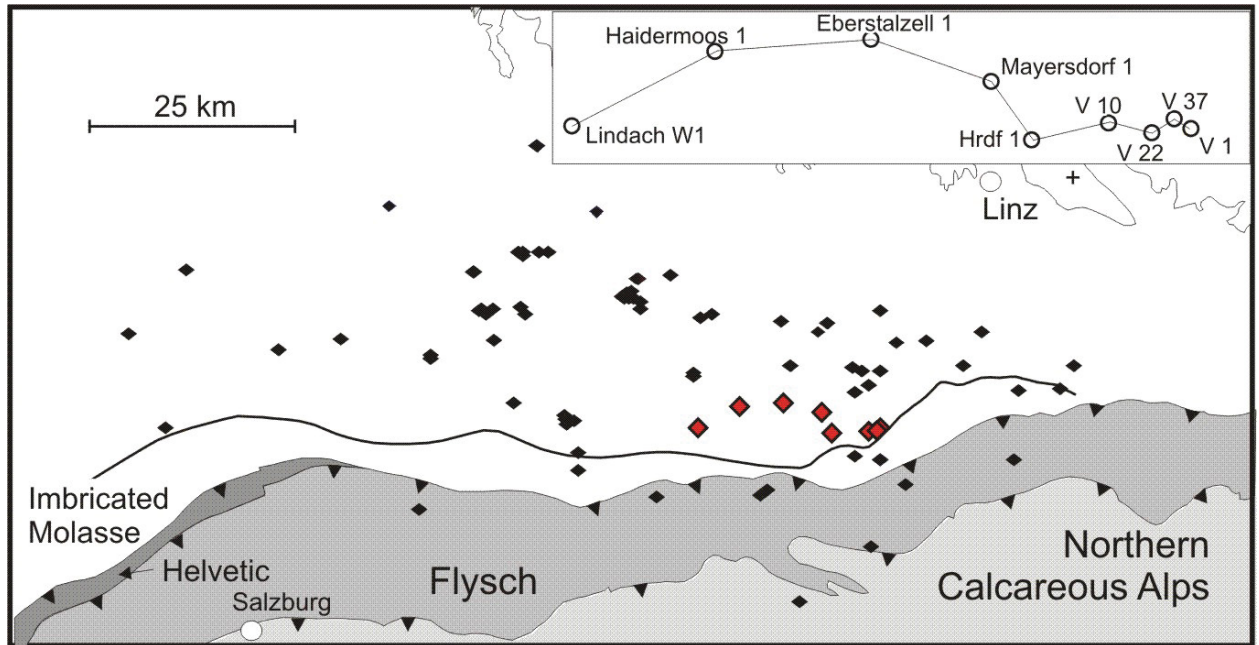 Eberstalzell 1
Haidermoos 1
Mayersdorf 1
25 km
V 10
V 37
Lindach W1
Hrdf 1
V 22
V 1
+
Linz
Imbricated
Molasse
Helvetic
Salzburg
Flysch
Northern
Calcareous Alps